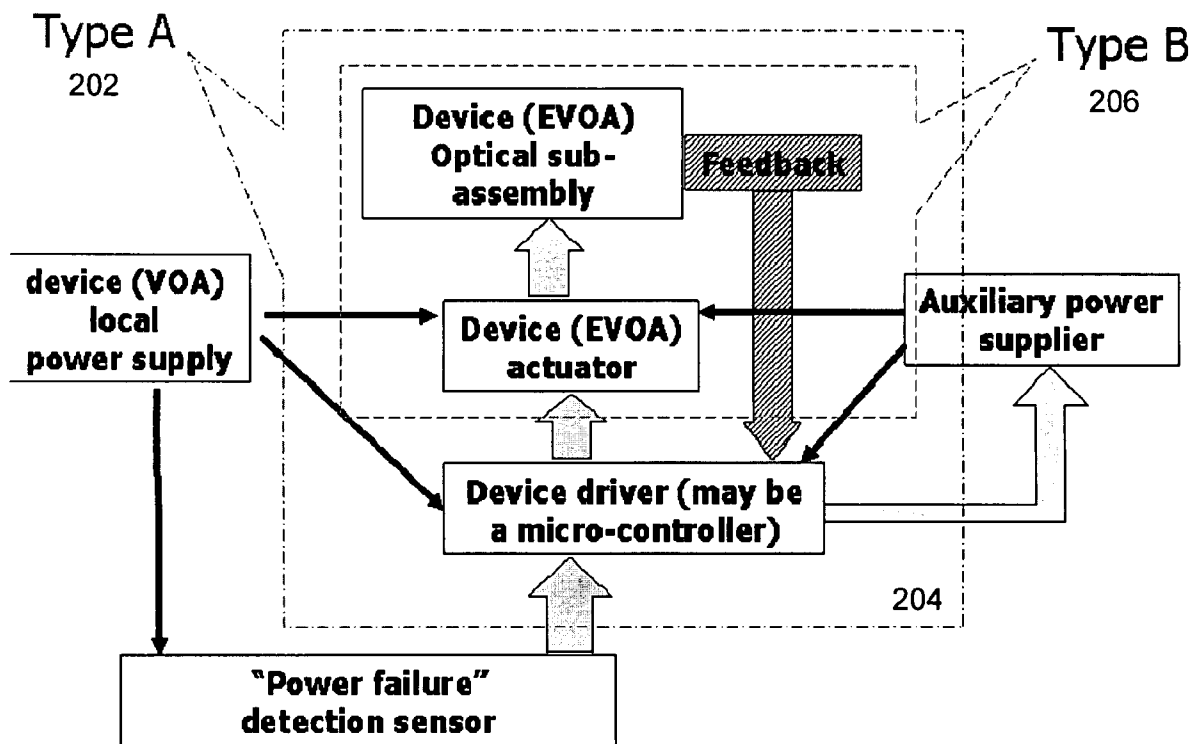 Type A
202
Type B
206
Device (EVOA)
Optical sub-
assembly
Feedback
device (VOA)
local
power supply
Device (EVOA)
actuator
Auxiliary power
supplier
Device driver (may be
a micro-controller)
204
"Power failure"
detection sensor